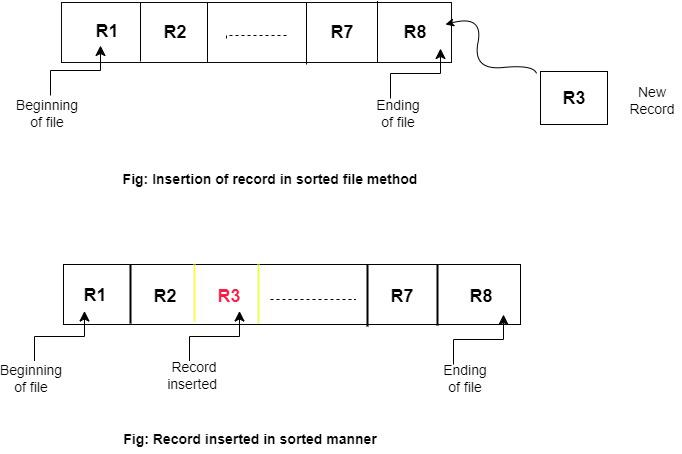 R1 R2 R7 R8
Beginning
of file
Ending
of file
R3
New
Record
Fig: Insertion of record in sorted file method
R1 R2 R3 R7 R8
Beginning
of file
Record
inserted
Ending
of file
Fig: Record inserted in sorted manner